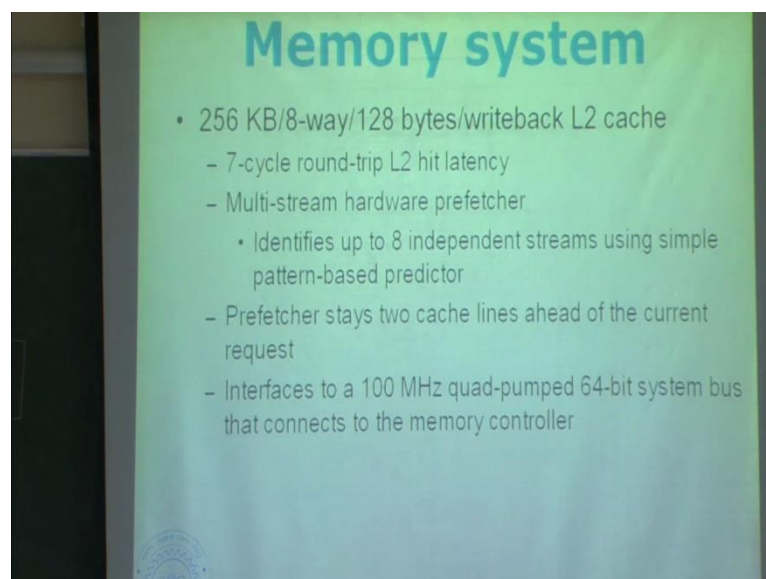 Memory system
• 256 KB/8-way/128 bytes/writeback L2 cache
– 7-cycle round-trip L2 hit latency
– Multi-stream hardware prefetcher
• Identifies up to 8 independent streams using simple
pattern-based predictor
– Prefetcher stays two cache lines ahead of the current
request
– Interfaces to a 100 MHz quad-pumped 64-bit system bus
that connects to the memory controller